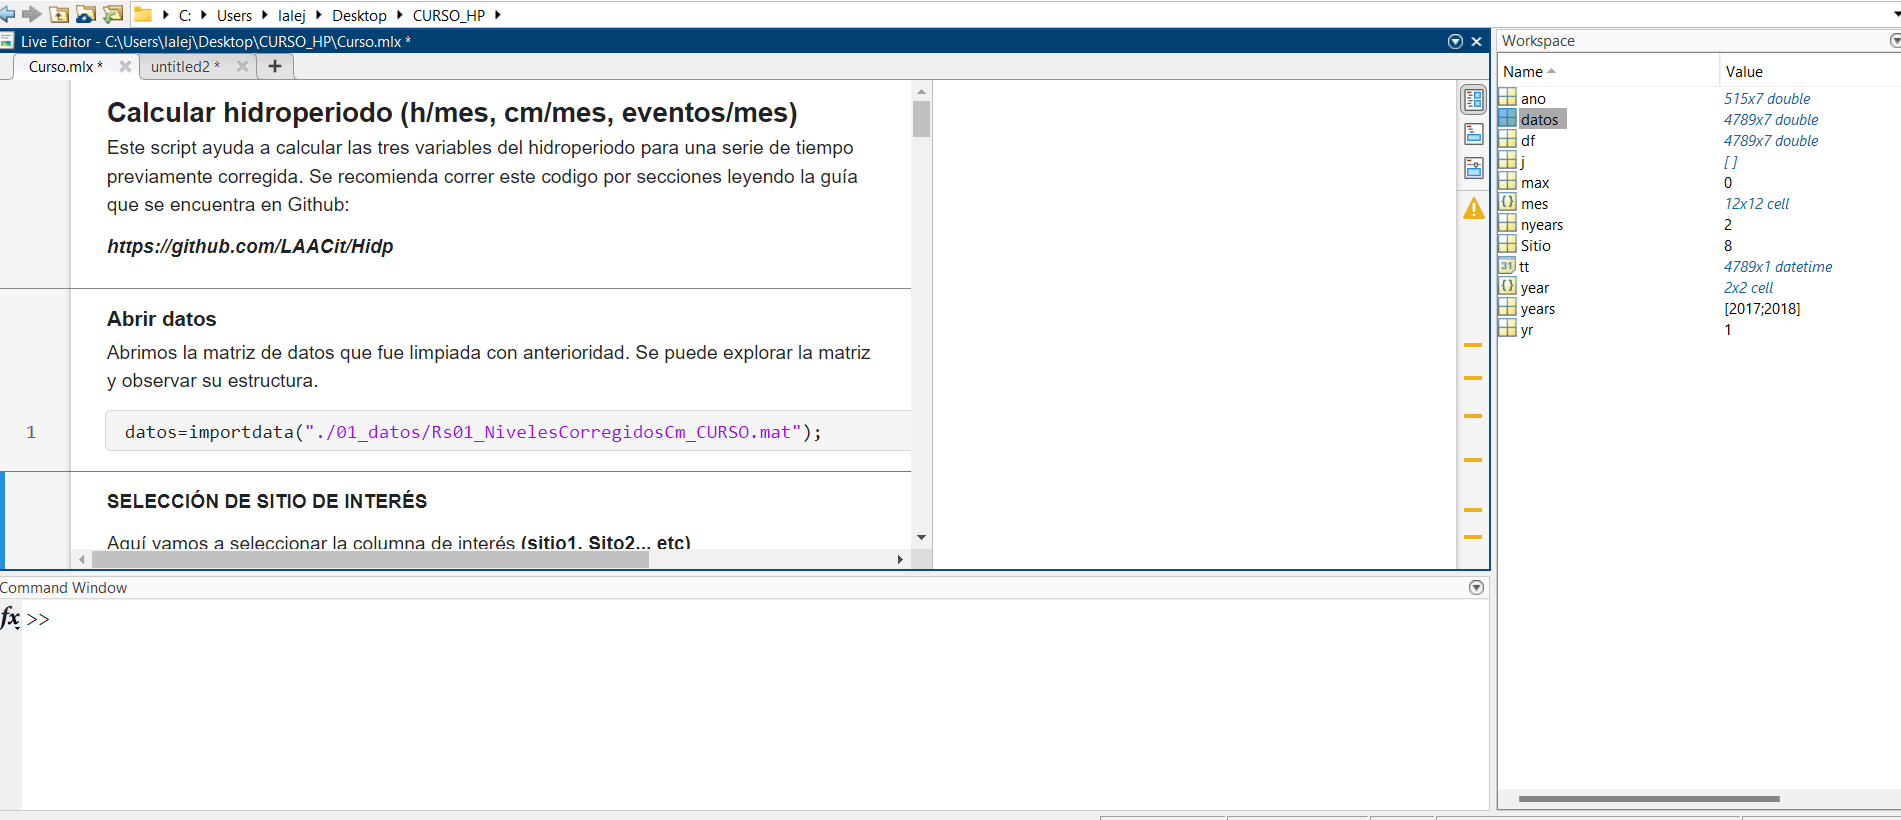 C: Users lalej Desktop CURSO_HP
Live Editor - C:\Users\lalej\Desktop\CURSO_HP\Curso.mlx *
Curso.mlx * untitled2 *
Calcular hidroperiodo (h/mes, cm/mes, eventos/mes)
Este script ayuda a calcular las tres variables del hidroperiodo para una serie de tiempo
previamente corregida. Se recomienda correr este codigo por secciones leyendo la guía
que se encuentra en Github:
https://github.com/LAACit/Hidp
Abrir datos
Abrimos la matriz de datos que fue limpiada con anterioridad. Se puede explorar la matriz
y observar su estructura.
1 datos=importdata("./01_datos/Rs01_NivelesCorregidosCm_CURSO.mat");
SELECCIÓN DE SITIO DE INTERÉS
Aquí vamos a seleccionar la columna de interés (sitio1, Sito2... etc)
Command Window
fx >>
Workspace
Name Value
ano 515x7 double
datos 4789x7 double
df 4789x7 double
j []
max 0
mes 12x12 cell
nyears 2
Sitio 8
31 tt 4789x1 datetime
year 2x2 cell
years [2017;2018]
yr 1